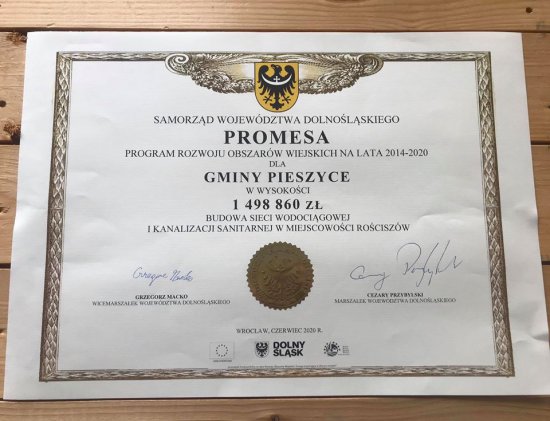 SAMORZĄD WOJEWÓDZTWA DOLNOŚLĄSKIEGO
PROMESA
PROGRAM ROZWOJU OBSZARÓW WIEJSKICH NA LATA 2014-2020
DLA
GMINY PIESZYCE
W WYSOKOŚCI
1 498 860 ZŁ
BUDOWA SIECI WODOCIĄGOWEJ
I KANALIZACJI SANITARNEJ W MIEJSCOWOŚCI ROŚCISZÓW
GRZEGORZ MACKO
WICEMARSZAŁEK WOJEWÓDZTWA DOLNOŚLĄSKIEGO
CEZARY PRZYBYLSKI
MARSZAŁEK WOJEWÓDZTWA DOLNOŚLĄSKIEGO
WROCŁAW, CZERWIEC 2020 R.
DOLNY
ŚLĄSK